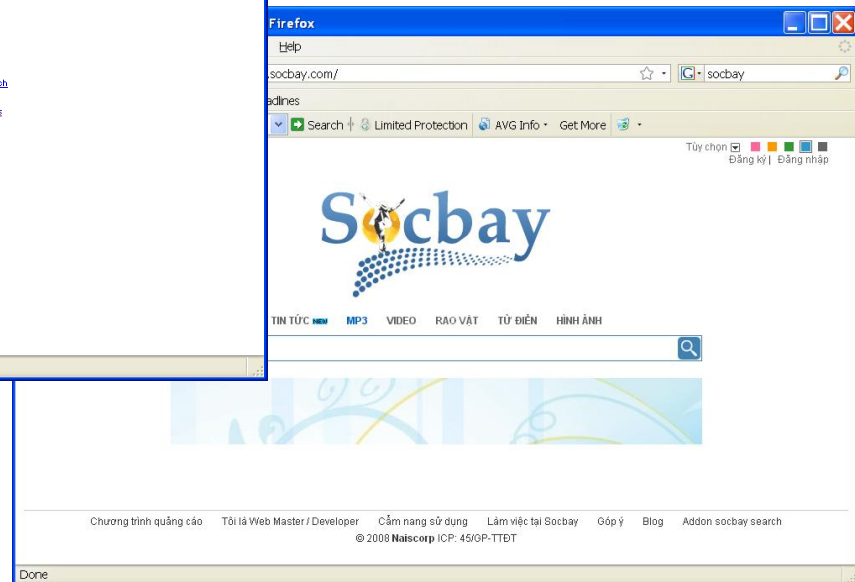 Firefox
Help
ch
.socbay.com/
socbay
adlines
Search
Limited Protection
AVG Info
Get More
Tùy chọn
Đăng ký | Đăng nhập
Socbay
TIN TỨC NEW MP3 VIDEO RAO VẶT TỪ ĐIỂN HÌNH ẢNH
Chương trình quảng cáo Tôi là Web Master / Developer Cẩm nang sử dụng Làm việc tại Socbay Góp ý Blog Addon socbay search
© 2008 Naiscorp ICP: 45/GP-TTĐT
Done